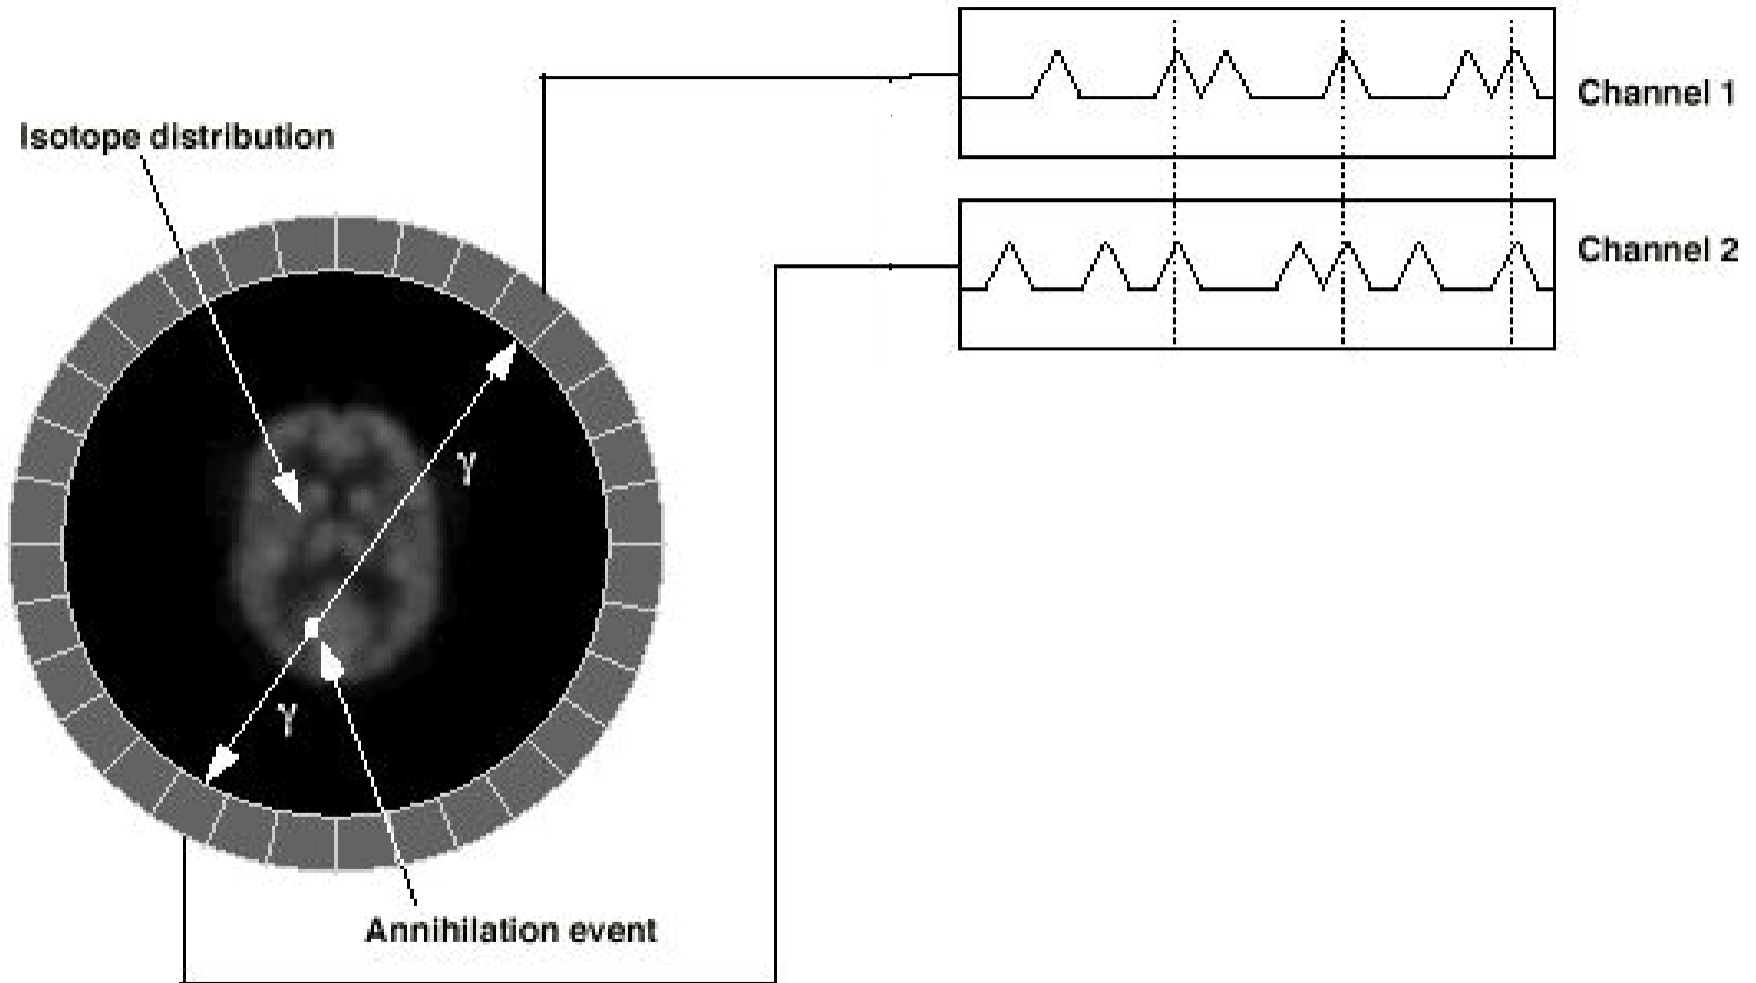 Isotope distribution
Channel 1
Channel 2
γ
γ
Annihilation event